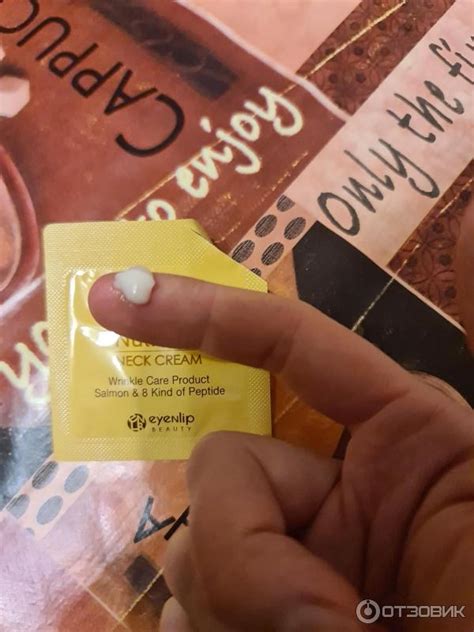 CAPPUC
enjoy
only the fi
NECK CREAM
Wrinkle Care Product
Salmon & 8 Kind of Peptide
eyenlip
BEAUTY
ОТЗОВИК